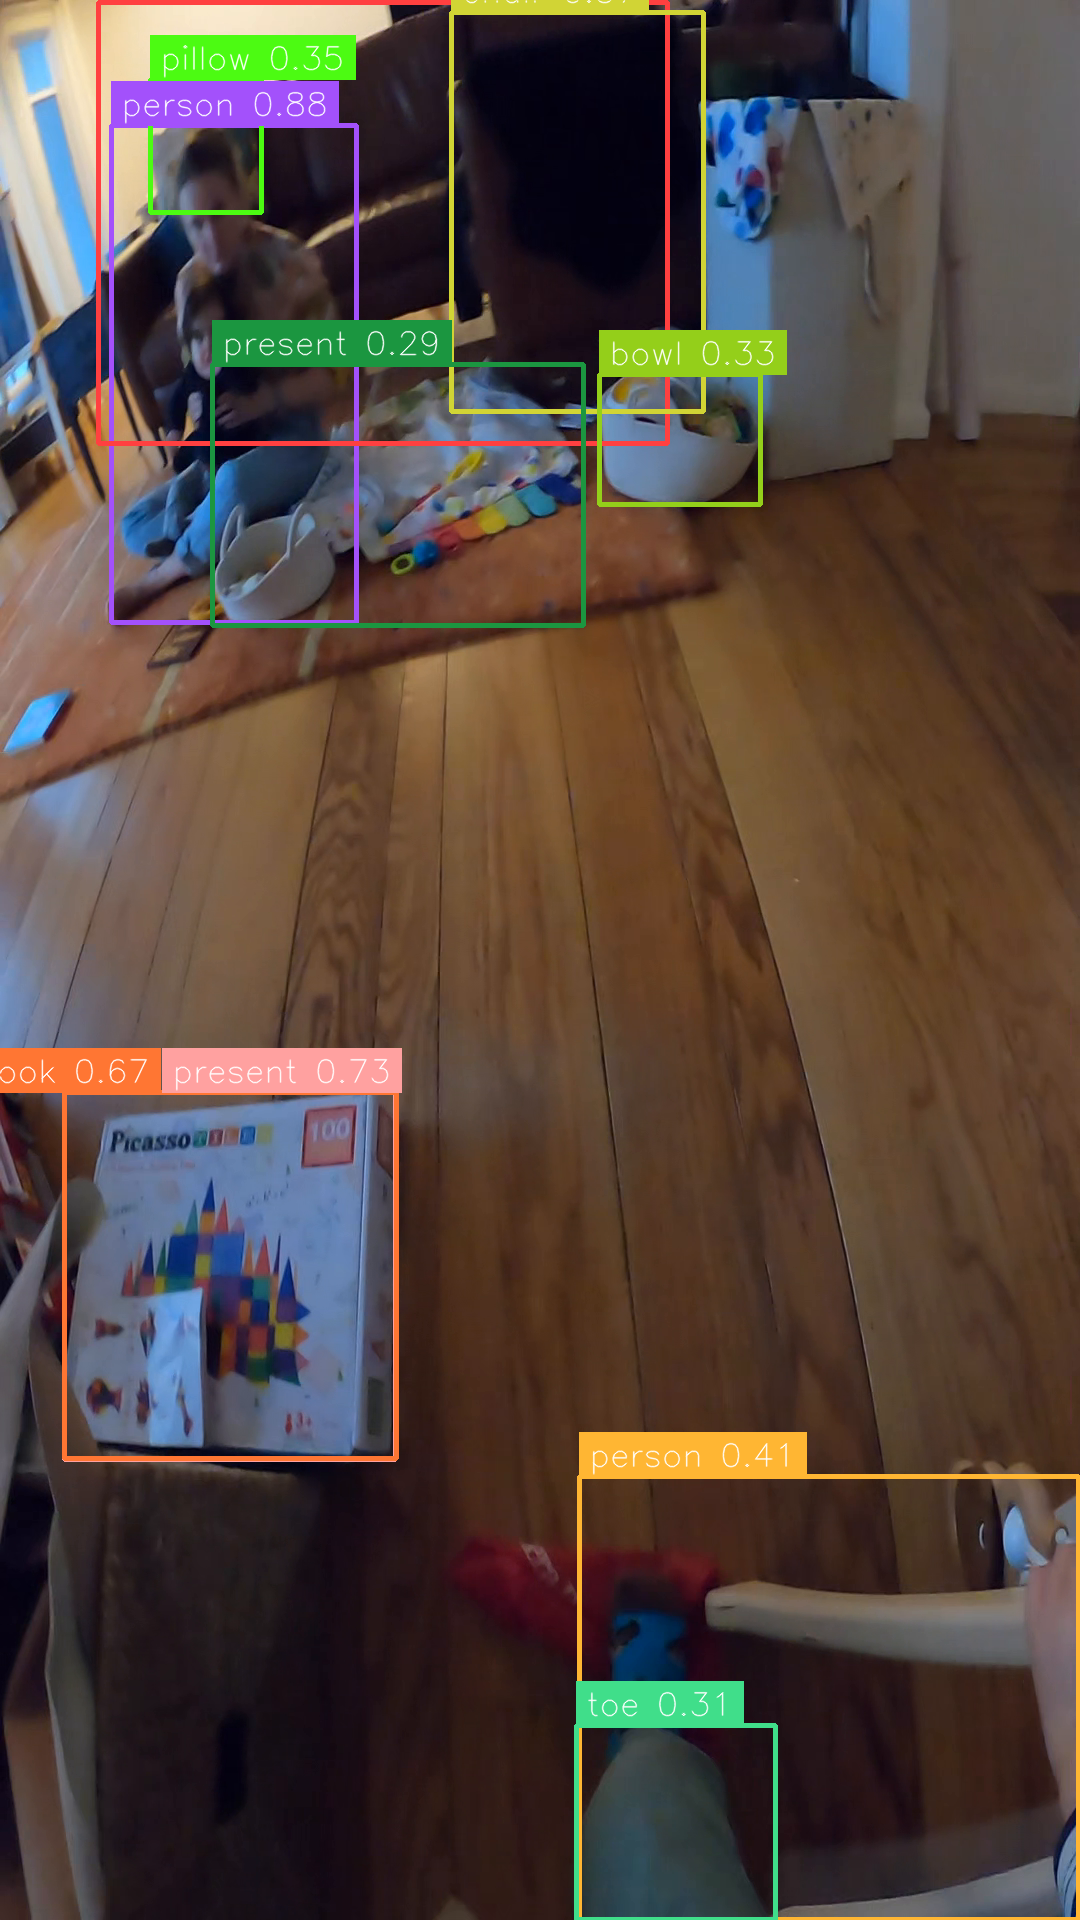 pillow 0.35
person 0.88
present 0.29
bowl 0.33
ook 0.67
present 0.73
Picasso
100
3+
person 0.41
toe 0.31